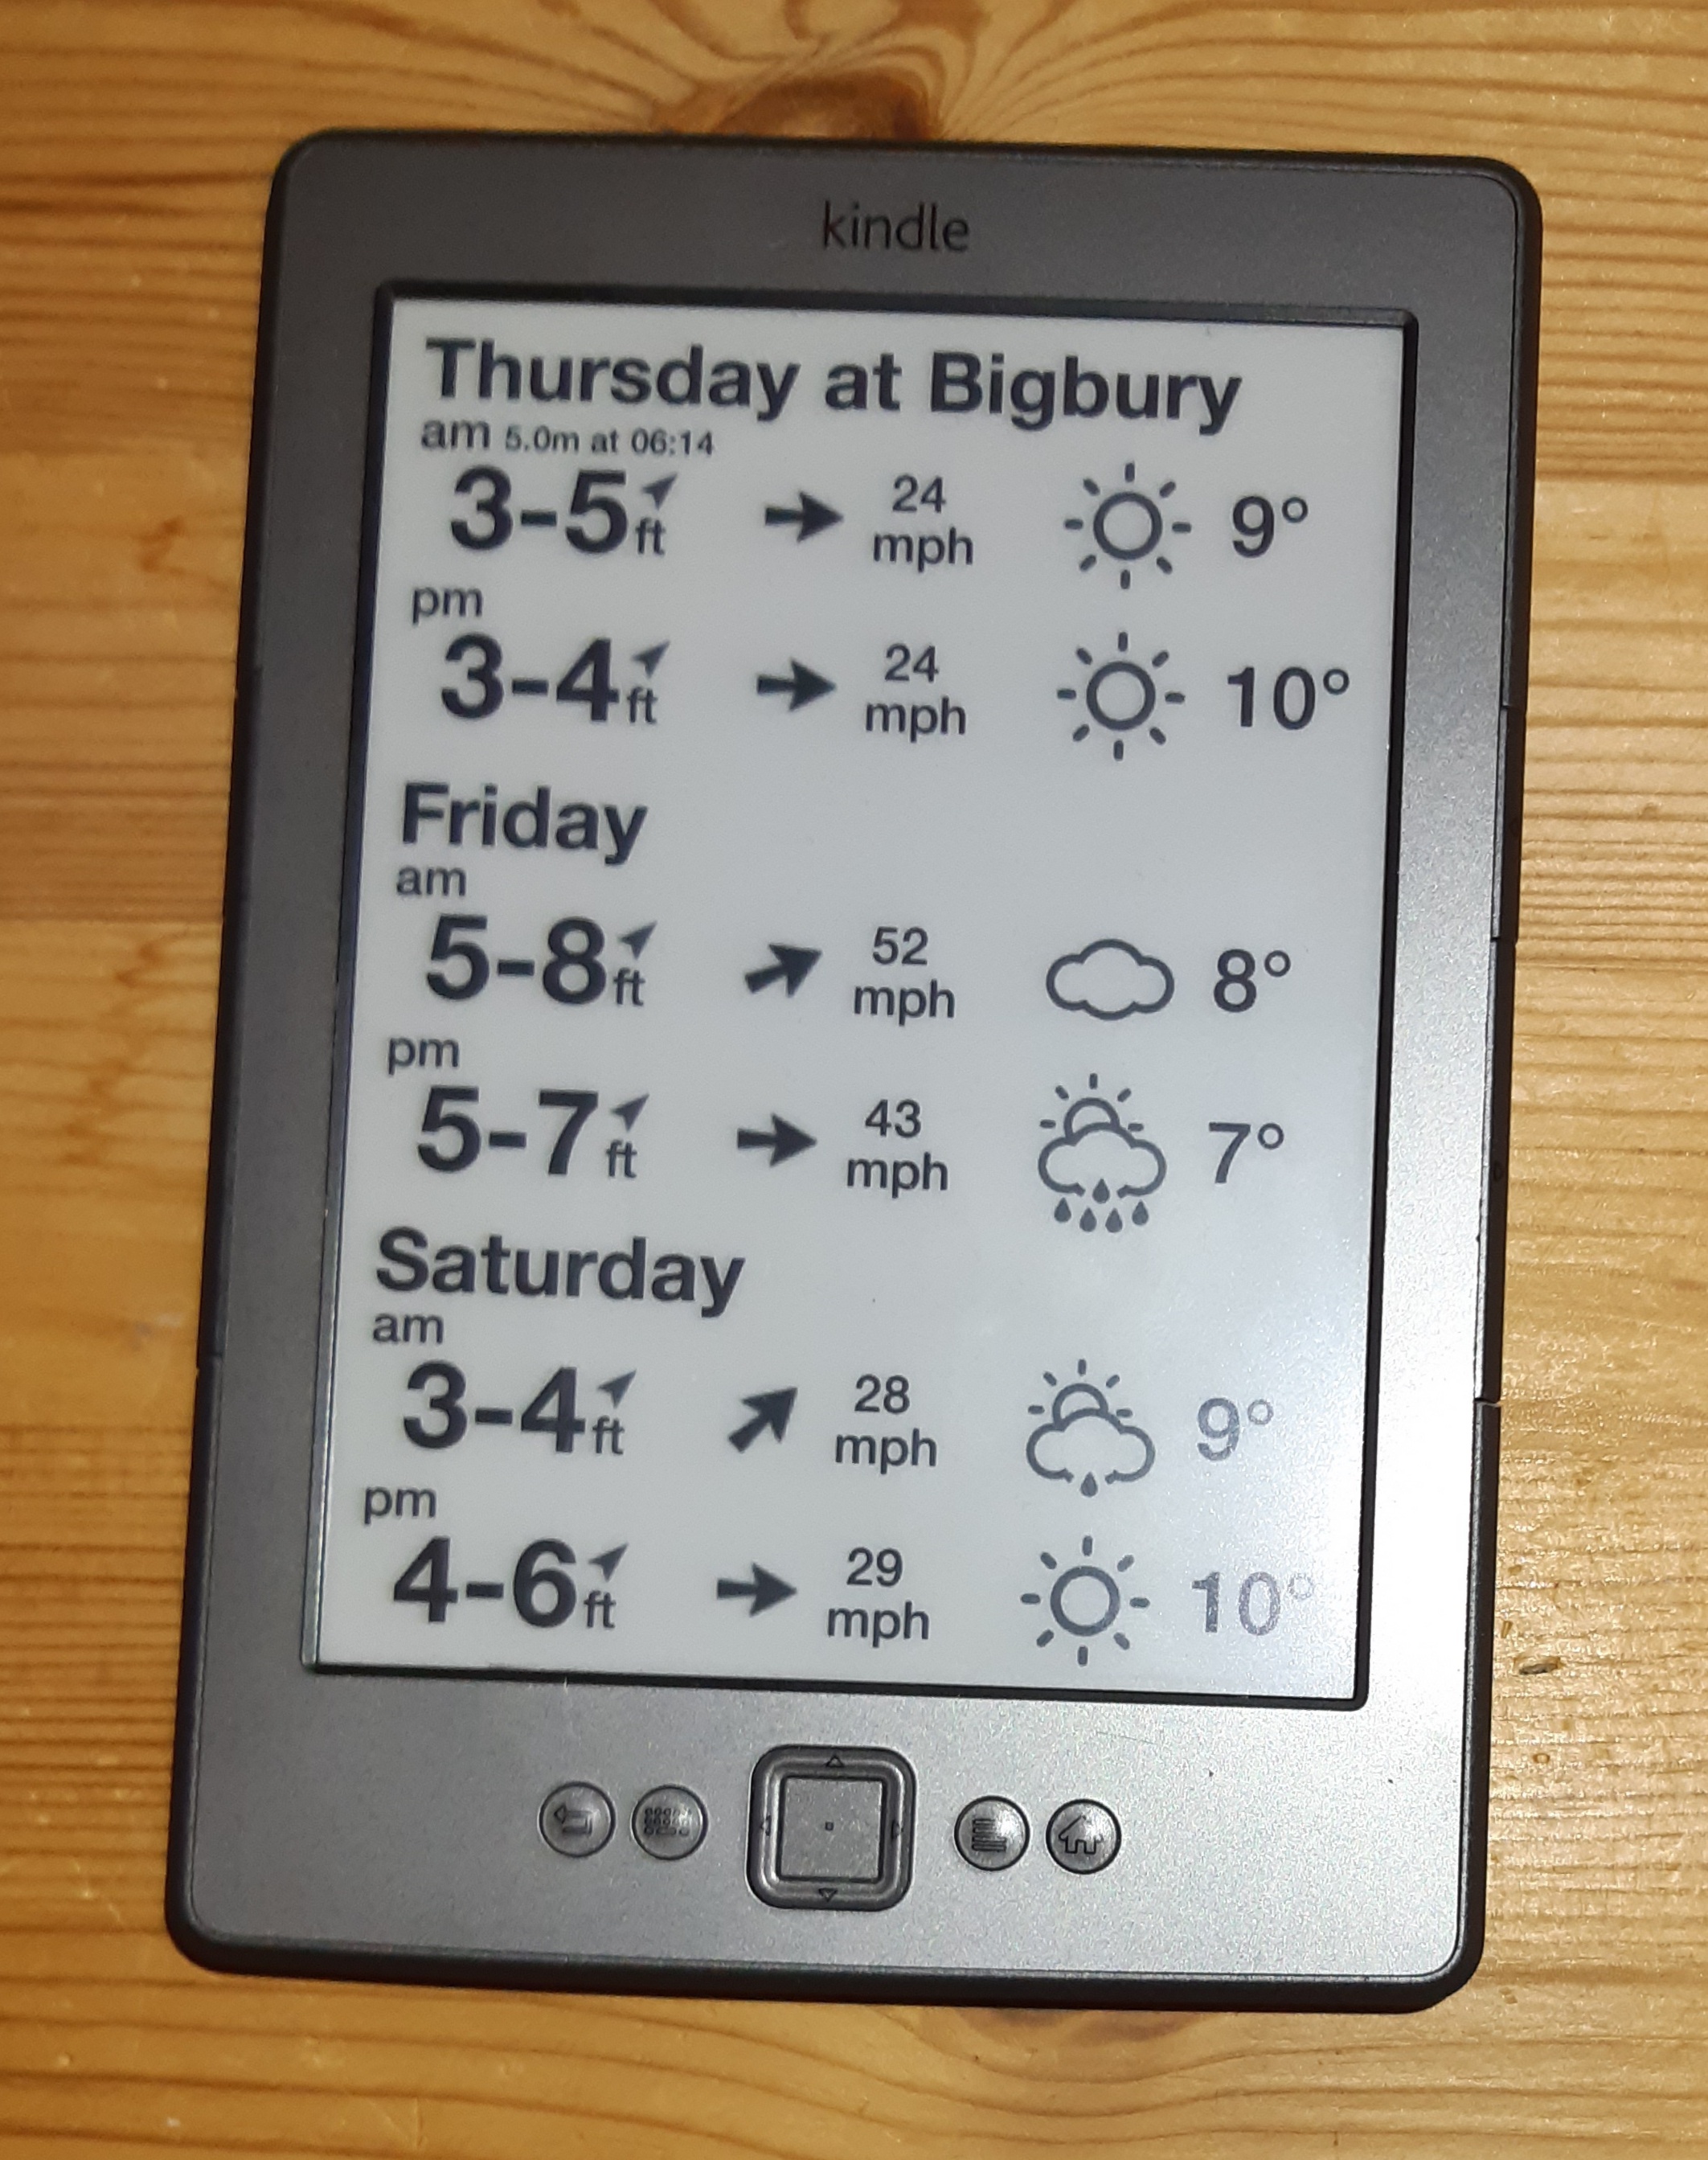 kindle
Thursday at Bigbury
am 5.0m at 06:14
3-5ft 24 mph 9°
pm
3-4ft 24 mph 10°
Friday
am
5-8ft 52 mph 8°
pm
5-7ft 43 mph 7°
Saturday
am
3-4ft 28 mph 9°
pm
4-6ft 29 mph 10°